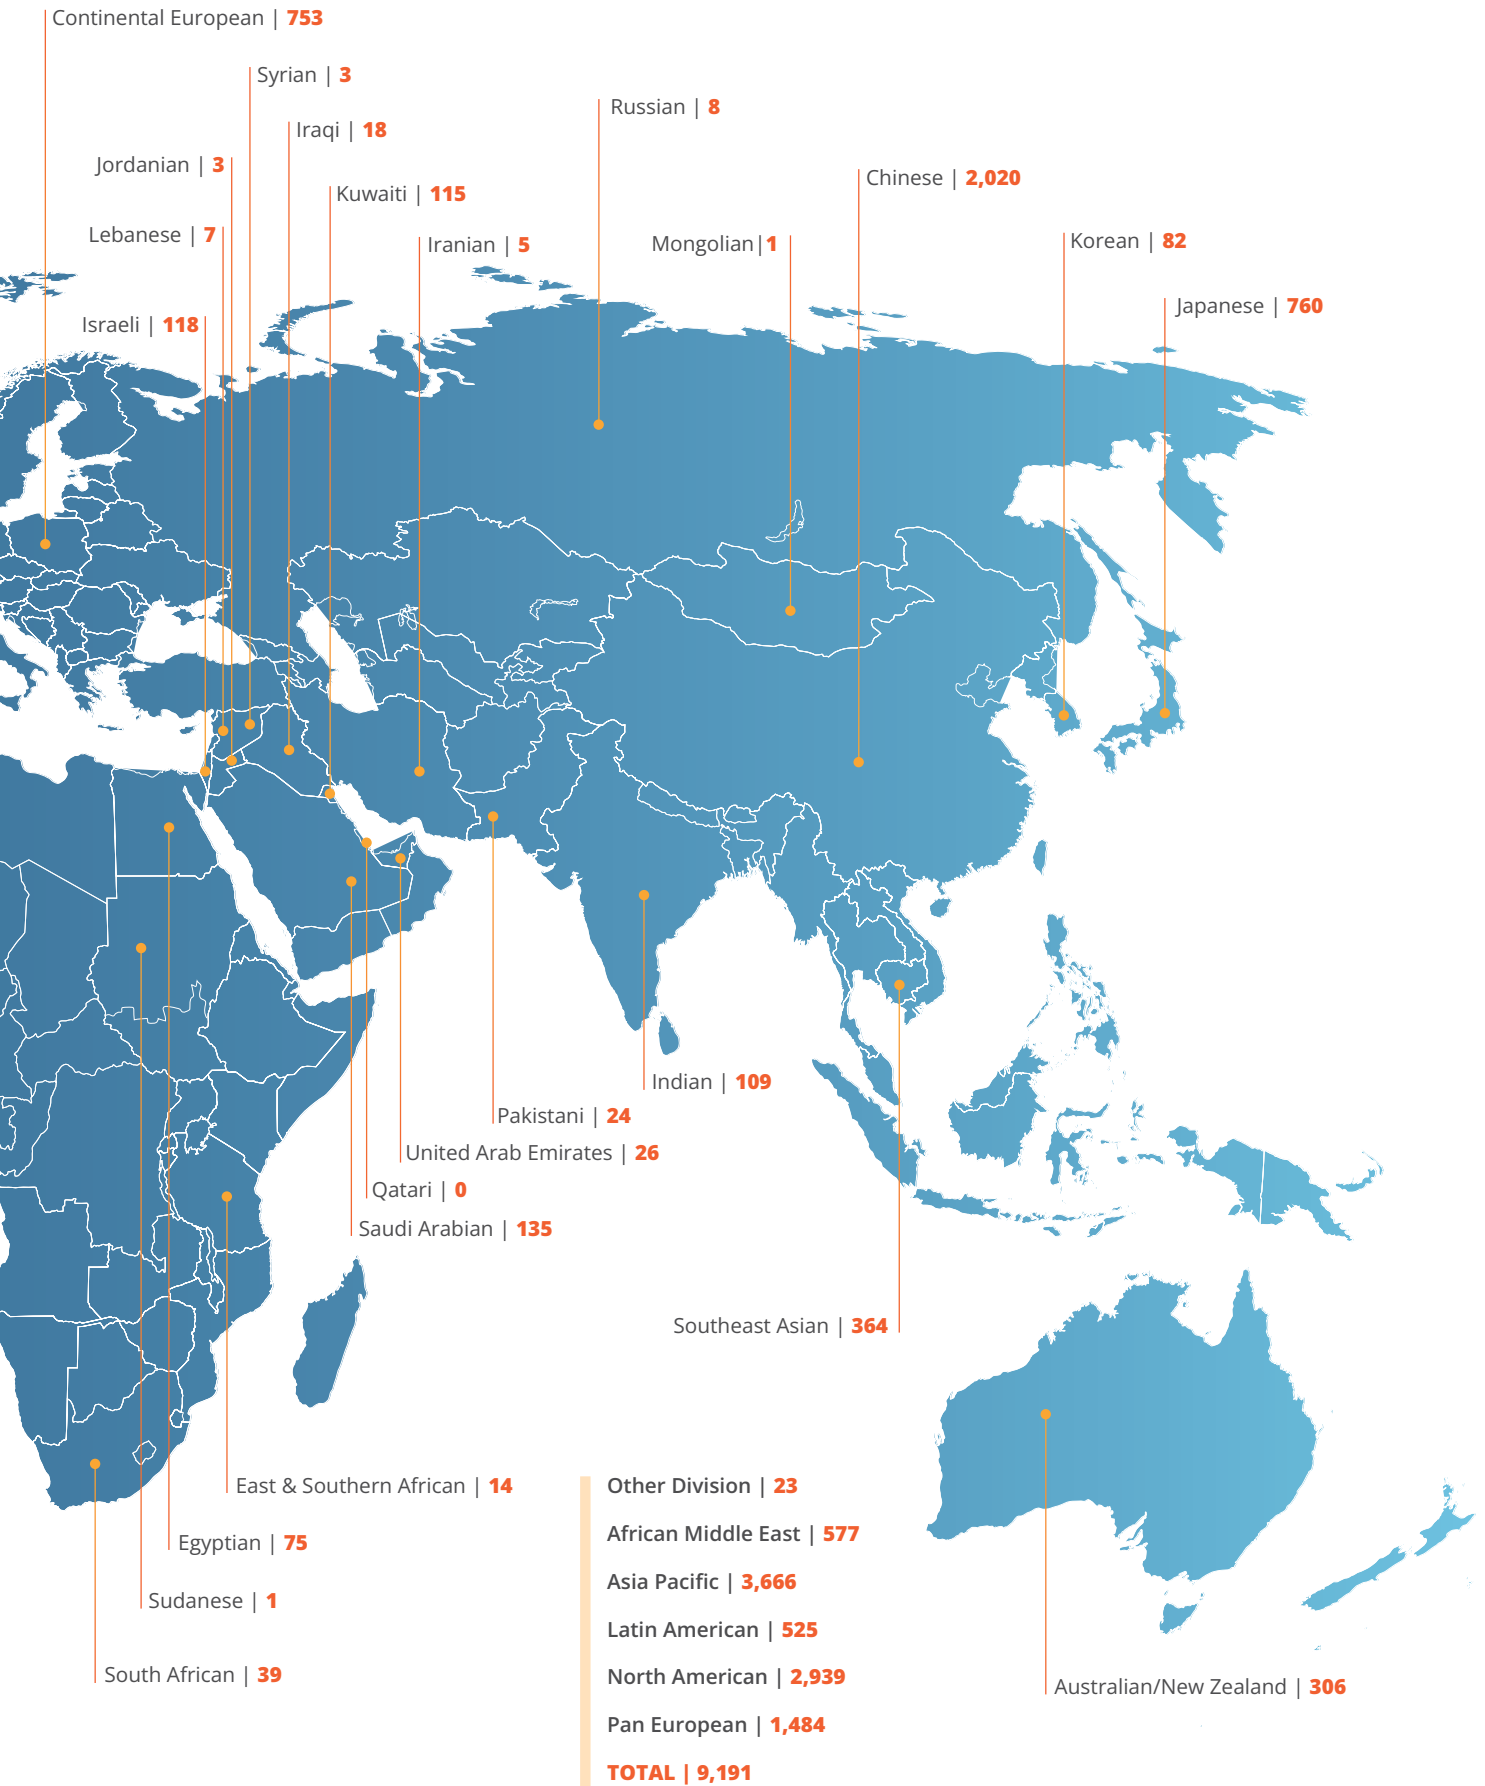 Continental European | 753
Syrian | 3
Russian | 8
Iraqi | 18
Jordanian | 3
Chinese | 2,020
Kuwaiti | 115
Lebanese | 7
Iranian | 5
Mongolian|1
Korean | 82
Japanese | 760
Israeli | 118
Indian | 109
Pakistani | 24
United Arab Emirates | 26
Qatari | 0
Saudi Arabian | 135
Southeast Asian | 364
East & Southern African | 14
Egyptian | 75
Sudanese | 1
South African | 39
Other Division | 23
African Middle East | 577
Asia Pacific | 3,666
Latin American | 525
North American | 2,939
Pan European | 1,484
TOTAL | 9,191
Australian/New Zealand | 306